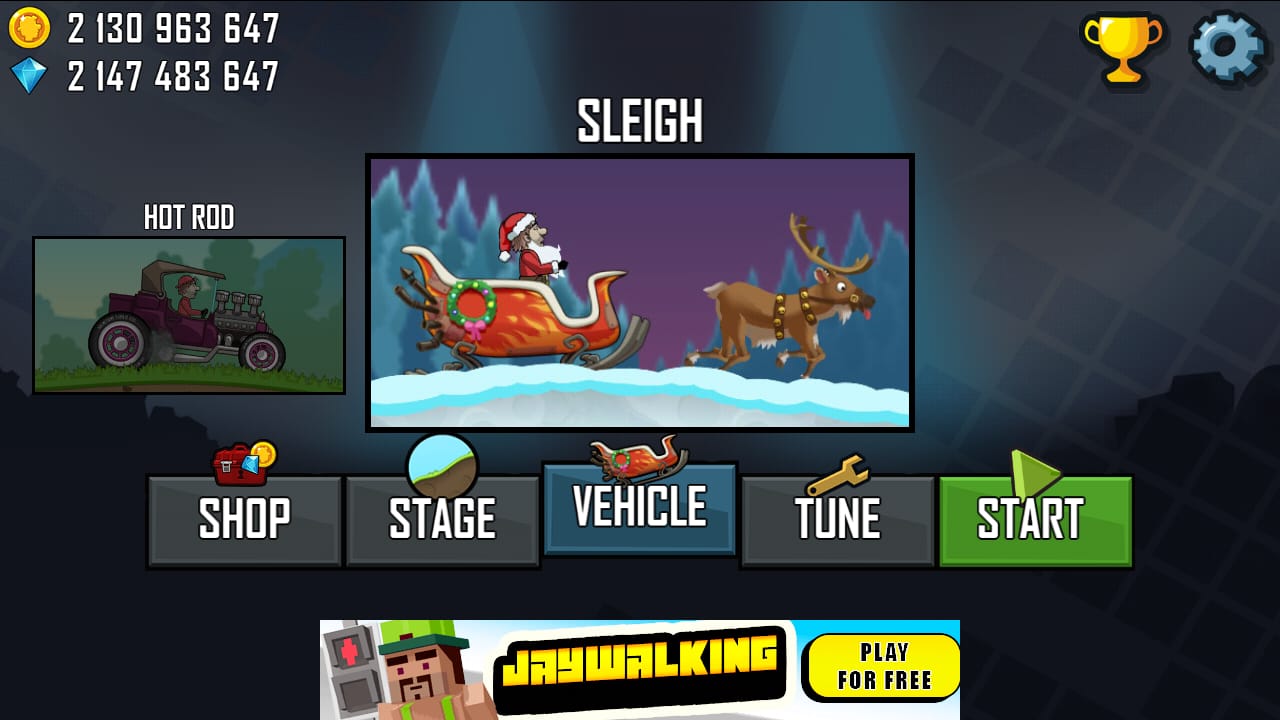 2 130 963 647
2 147 483 647
SLEIGH
HOT ROD
SHOP
STAGE
VEHICLE
TUNE
START
JAYWALKING
PLAY
FOR FREE